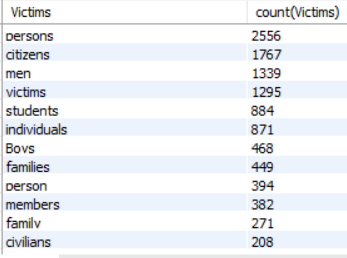 Victims count(Victims)
persons 2556
citizens 1767
men 1339
victims 1295
students 884
individuals 871
Boys 468
families 449
person 394
members 382
family 271
civilians 208